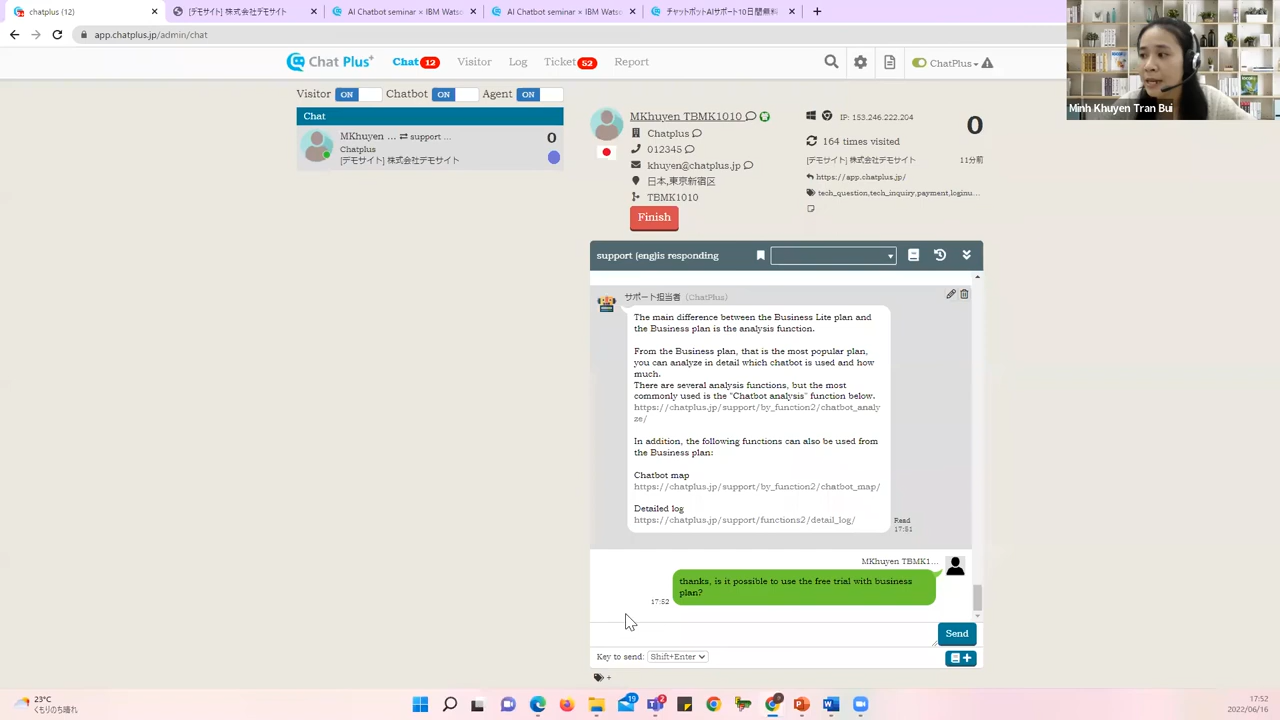 chatplus (12)
[デモサイト] 株式会社デモサイト
AI Chatbot seminar × IBM Watso
AI Chatbot seminar × IBM Watso
チャットボットAIサポート10日間無料
app.chatplus.jp/admin/chat
Chat Plus+
Chat 12
Visitor
Log
Ticket 52
Report
ChatPlus
Visitor ON
Chatbot ON
Agent ON
Chat
MKhuyen ... ⇄ support ...
Chatplus
[デモサイト] 株式会社デモサイト
0
MKhuyen TBMK1010
Chatplus
012345
khuyen@chatplus.jp
日本,東京新宿区
TBMK1010
Finish
IP: 153.246.222.204
0
164 times visited
[デモサイト] 株式会社デモサイト
11分前
https://app.chatplus.jp/
tech_question,tech_inquiry,payment,loginu...
support (eng)is responding
サポート担当者 (ChatPlus)
The main difference between the Business Lite plan and
the Business plan is the analysis function.
From the Business plan, that is the most popular plan,
you can analyze in detail which chatbot is used and how
much.
There are several analysis functions, but the most
commonly used is the "Chatbot analysis" function below.
https://chatplus.jp/support/by_function2/chatbot_analy
ze/
In addition, the following functions can also be used from
the Business plan:
Chatbot map
https://chatplus.jp/support/by_function2/chatbot_map/
Detailed log
https://chatplus.jp/support/functions2/detail_log/
Read
17:51
MKhuyen TBMK1...
thanks, is it possible to use the free trial with business
plan?
17:52
Send
Key to send: Shift+Enter
+
Minh Khuyen Tran Bui
23°C
くもりのち晴れ
19
2
17:52
2022/06/16